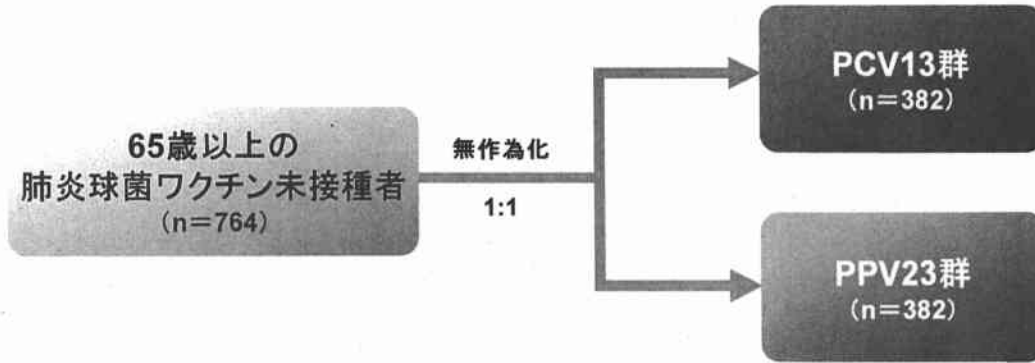 65歳以上の
肺炎球菌ワクチン未接種者
(n=764)
無作為化
1:1
PCV13群
(n=382)
PPV23群
(n=382)